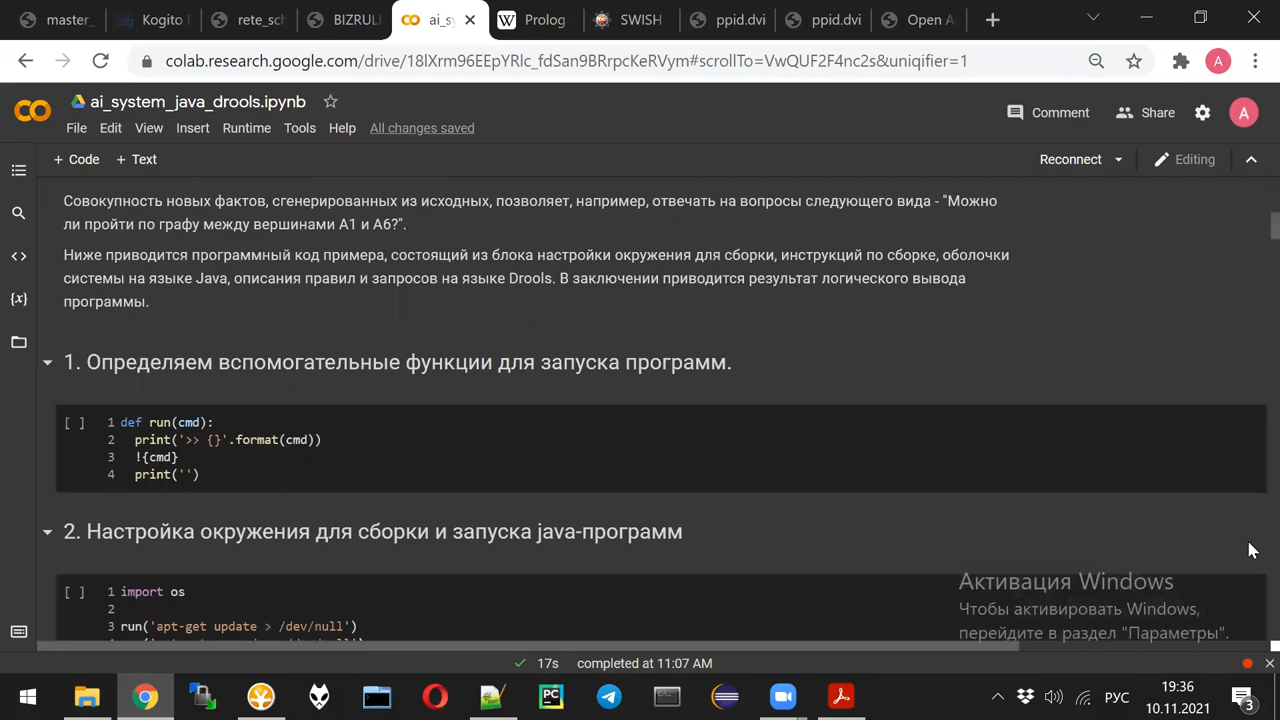 master_
Kogito D
rete_sch
BIZRULE
ai_sy
Prolog -
SWISH -
ppid.dvi
ppid.dvi
Open A
colab.research.google.com/drive/18lXrm96EEpYRlc_fdSan9BRrpcKeRVym#scrollTo=VwQUF2F4nc2s&uniqifier=1
A
ai_system_java_drools.ipynb
Comment
Share
A
File Edit View Insert Runtime Tools Help All changes saved
+ Code + Text
Reconnect
Editing
Совокупность новых фактов, сгенерированных из исходных, позволяет, например, отвечать на вопросы следующего вида - "Можно
ли пройти по графу между вершинами A1 и A6?".
Ниже приводится программный код примера, состоящий из блока настройки окружения для сборки, инструкций по сборке, оболочки
системы на языке Java, описания правил и запросов на языке Drools. В заключении приводится результат логического вывода
программы.
1. Определяем вспомогательные функции для запуска программ.
[ ] 1 def run(cmd):
2 print('>> {}'.format(cmd))
3 !{cmd}
4 print('')
2. Настройка окружения для сборки и запуска java-программ
[ ] 1 import os
2
3 run('apt-get update > /dev/null')
Активация Windows
Чтобы активировать Windows,
перейдите в раздел "Параметры".
17s completed at 11:07 AM
РУС
19:36
10.11.2021
3